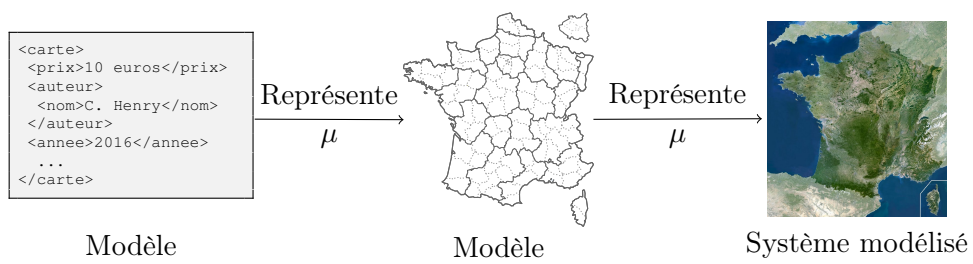 <carte>
<prix>10 euros</prix>
<auteur>
<nom>C. Henry</nom>
</auteur>
<annee>2016</annee>
...
</carte>
Représente
μ
Représente
μ
Modèle
Modèle
Système modélisé